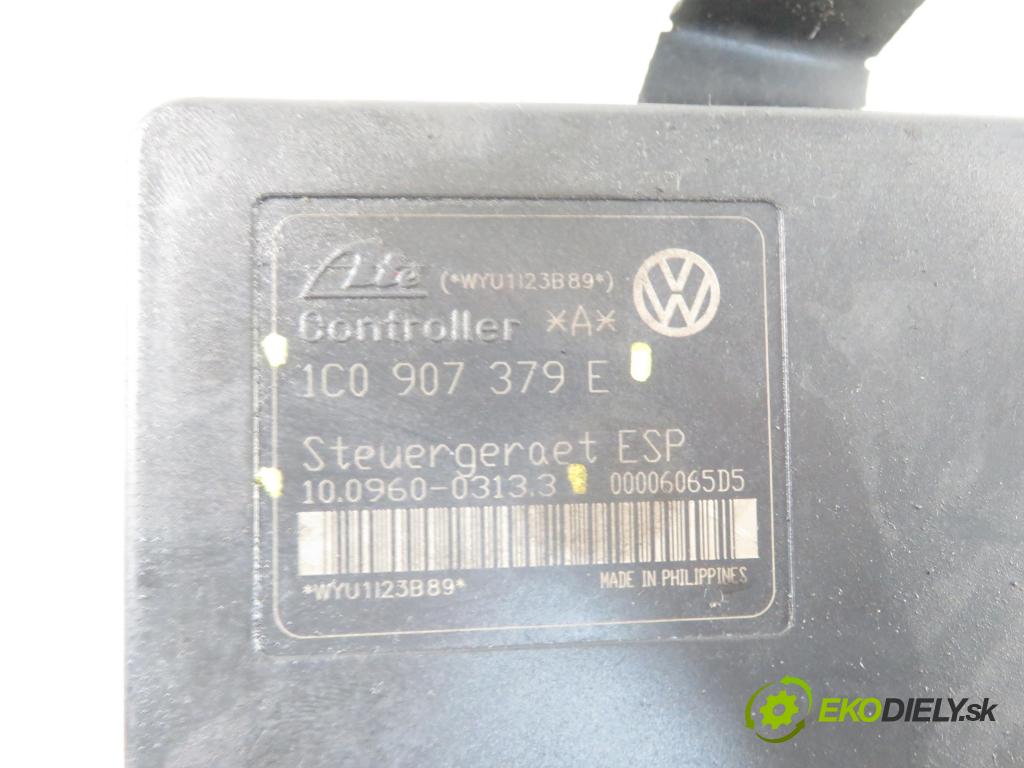 Ate (*WYU1I23B89*)
Controller *A*
1C0 907 379 E
Steuergeraet ESP
10.0960-0313.3 00006065D5
*WYU1I23B89* MADE IN PHILIPPINES
EKODIELY.sk